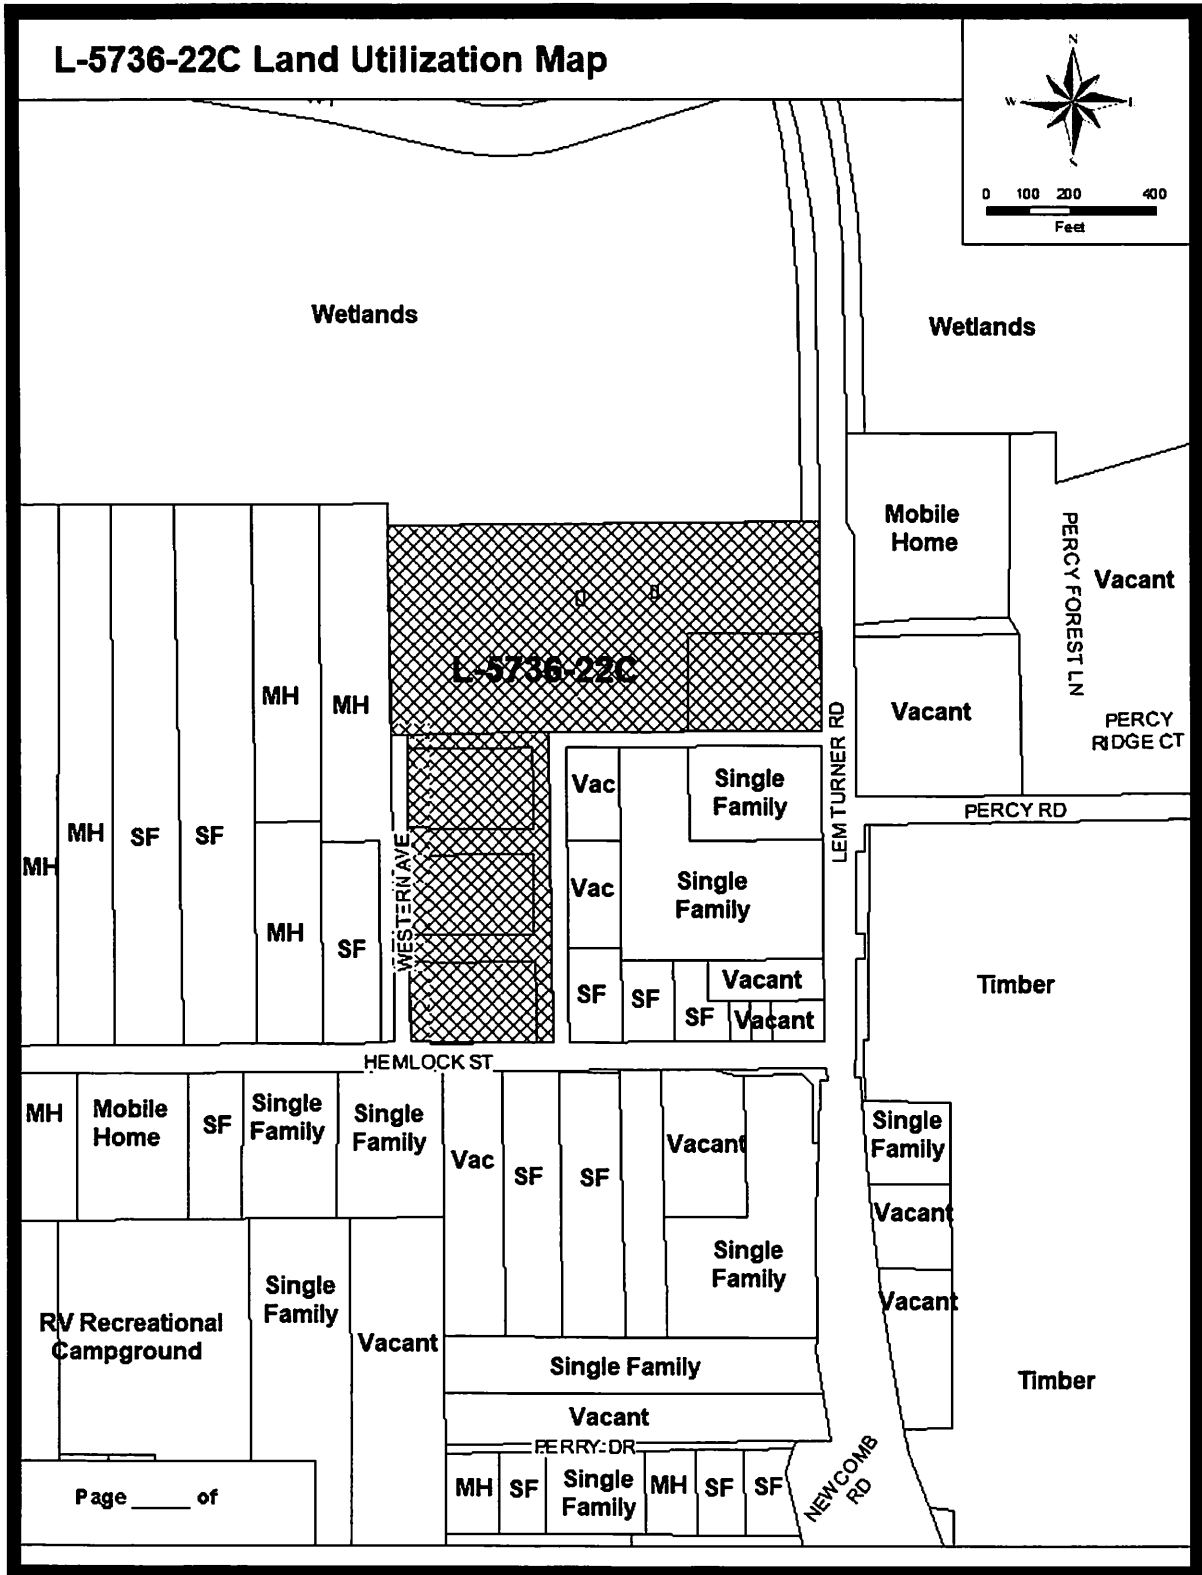 L-5736-22C Land Utilization Map
N
W
S
0 100 200 400
Feet
Wetlands
Wetlands
Mobile
Home
PERCY FOREST LN
Vacant
L-5736-22C
MH
MH
Vacant
PERCY
RIDGE CT
LEM TURNER RD
Vac
Single
Family
PERCY RD
MH
MH
SF
SF
WESTERN AVE
Vac
Single
Family
MH
SF
Timber
SF
SF
SF
Vacant
Vacant
HEMLOCK ST
MH
Mobile
Home
SF
Single
Family
Single
Family
Vac
SF
SF
Vacant
Single
Family
Vacant
Single
Family
Vacant
RV Recreational
Campground
Single
Family
Vacant
Single Family
Timber
Vacant
PERRY DR
MH
SF
Single
Family
MH
SF
SF
NEWCOMB
RD
Page _____ of